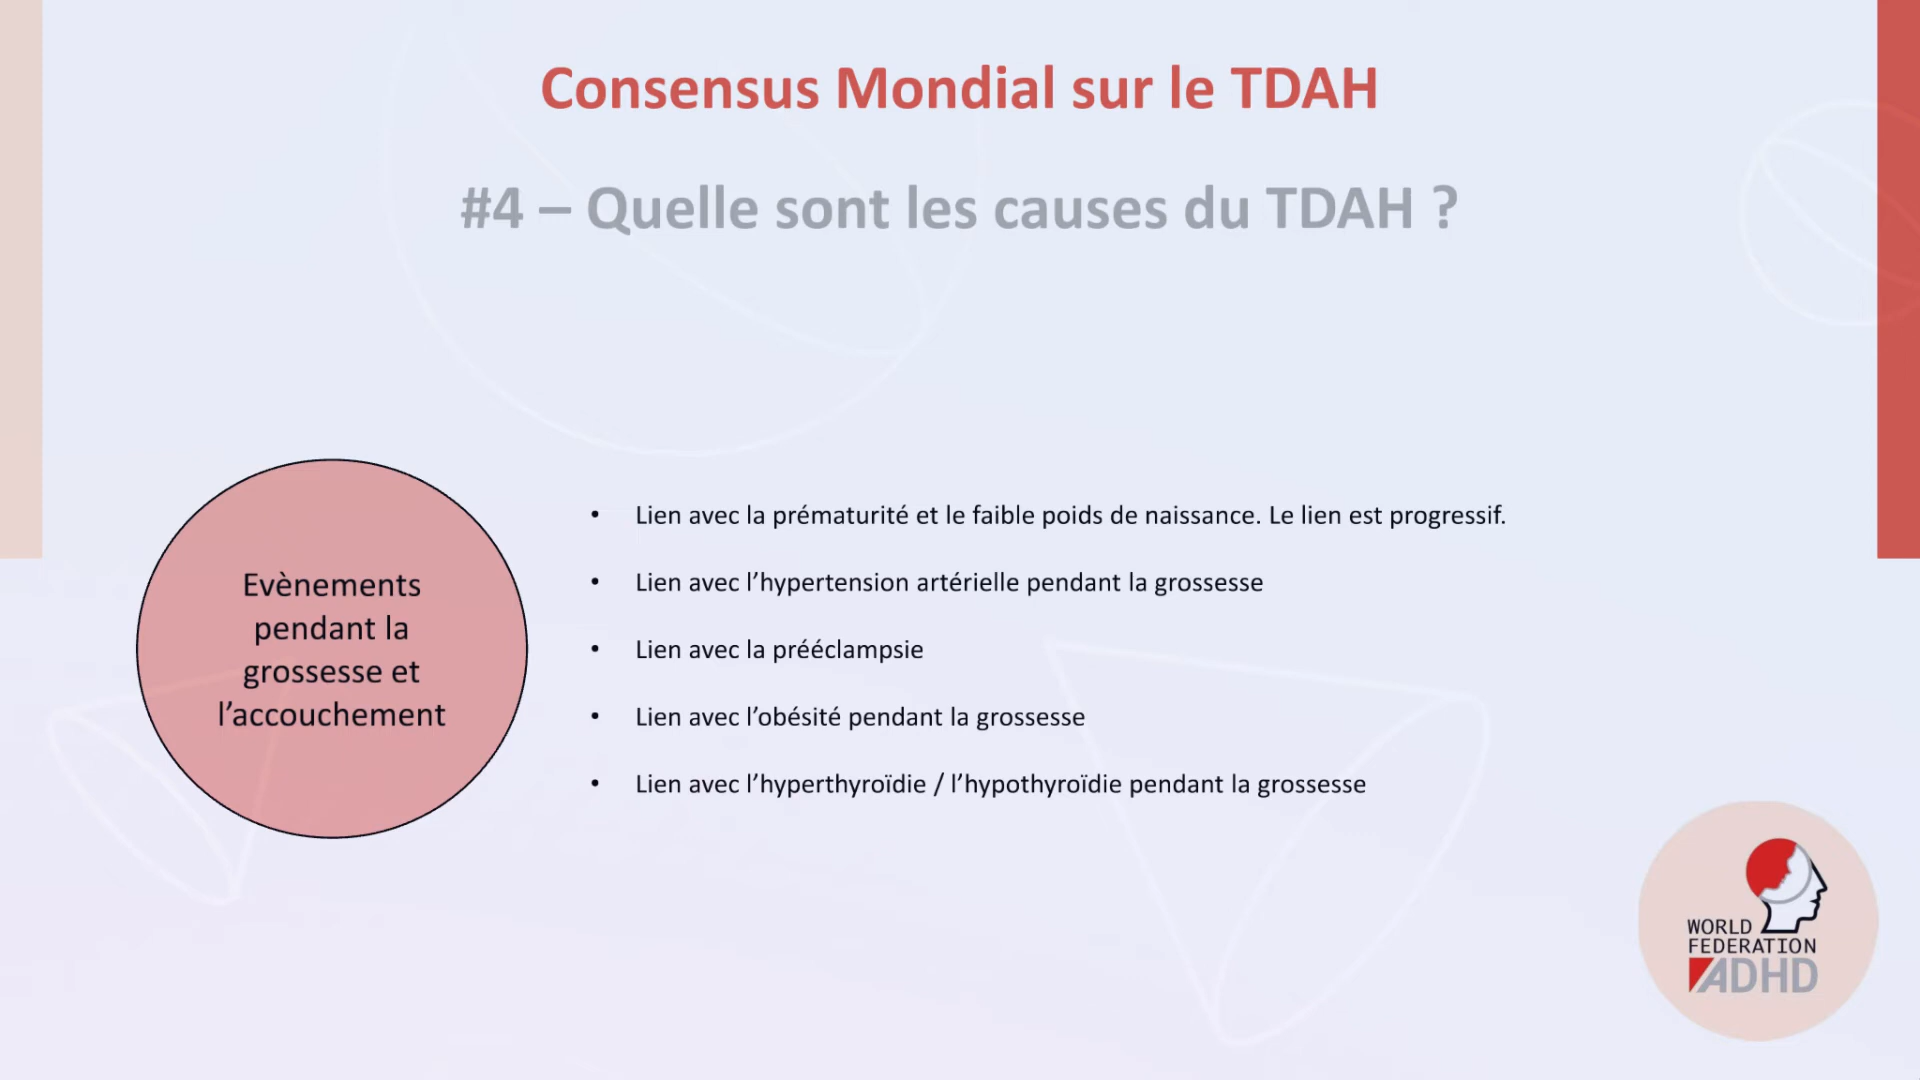 Consensus Mondial sur le TDAH
#4 – Quelle sont les causes du TDAH ?
Evènements
pendant la
grossesse et
l’accouchement
• Lien avec la prématurité et le faible poids de naissance. Le lien est progressif.
• Lien avec l’hypertension artérielle pendant la grossesse
• Lien avec la prééclampsie
• Lien avec l’obésité pendant la grossesse
• Lien avec l’hyperthyroïdie / l’hypothyroïdie pendant la grossesse
WORLD
FEDERATION
ADHD